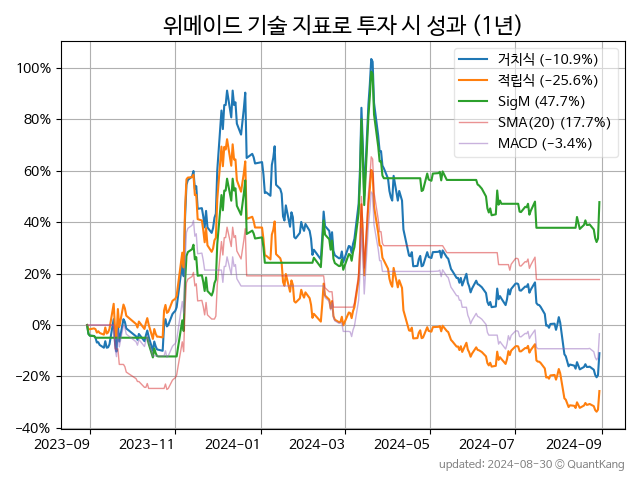 위메이드 기술 지표로 투자 시 성과 (1년)
거치식 (−10.9%)
적립식 (−25.6%)
SigM (47.7%)
SMA(20) (17.7%)
MACD (−3.4%)
100%
80%
60%
40%
20%
0%
−20%
−40%
2023-09
2023-11
2024-01
2024-03
2024-05
2024-07
2024-09
updated: 2024-08-30 © QuantKang